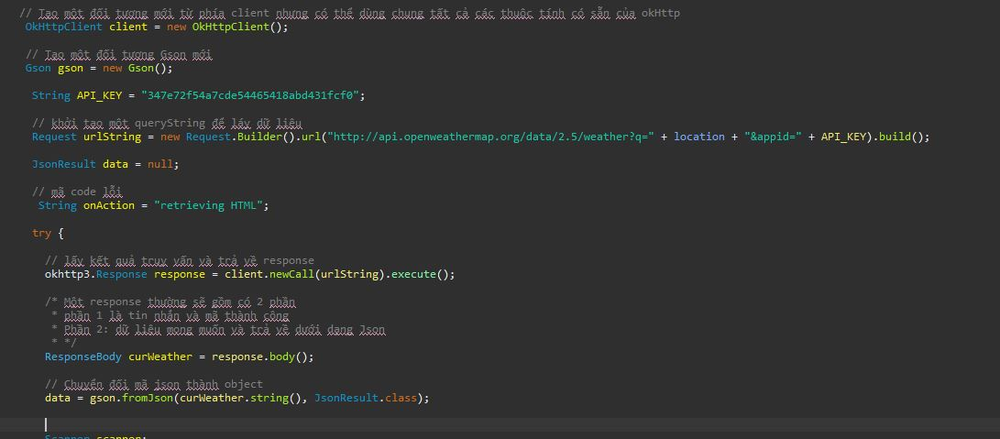 // Tạo một đối tượng mới từ phía client nhưng có thể dùng chung tất cả các thuộc tính có sẵn của okHttp
OkHttpClient client = new OkHttpClient();
// Tạo một đối tượng Gson mới
Gson gson = new Gson();
String API_KEY = "347e72f54a7cde54465418abd431fcf0";
// khởi tạo một queryString để lấy dữ liệu
Request urlString = new Request.Builder().url("http://api.openweathermap.org/data/2.5/weather?q=" + location + "&appid=" + API_KEY).build();
JsonResult data = null;
// mã code lỗi
String onAction = "retrieving HTML";
try {
// lấy kết quả truy vấn và trả về response
okhttp3.Response response = client.newCall(urlString).execute();
/* Một response thường sẽ gồm có 2 phần
* phần 1 là tin nhắn và mã thành công
* Phần 2: dữ liệu mong muốn và trả về dưới dạng Json
* */
ResponseBody curWeather = response.body();
// Chuyển đổi mã json thành object
data = gson.fromJson(curWeather.string(), JsonResult.class);